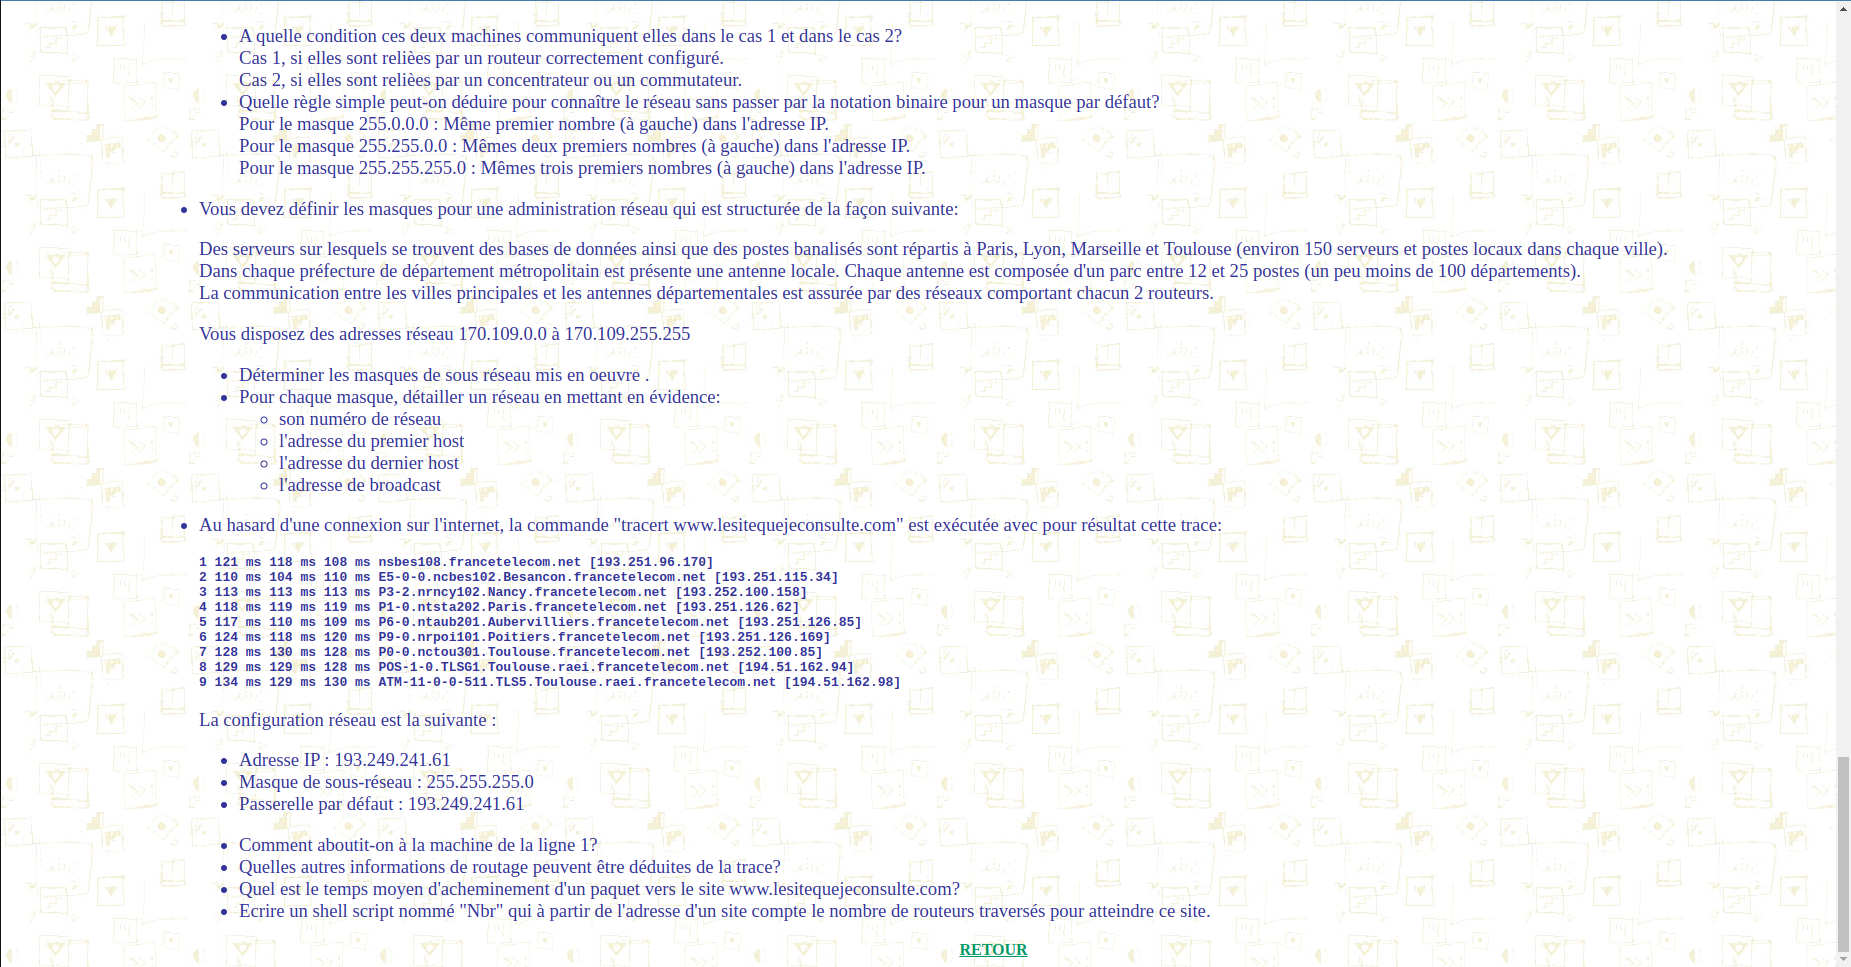 A quelle condition ces deux machines communiquent elles dans le cas 1 et dans le cas 2?
Cas 1, si elles sont reliées par un routeur correctement configuré.
Cas 2, si elles sont reliées par un concentrateur ou un commutateur.
Quelle règle simple peut-on déduire pour connaître le réseau sans passer par la notation binaire pour un masque par défaut?
Pour le masque 255.0.0.0 : Même premier nombre (à gauche) dans l'adresse IP.
Pour le masque 255.255.0.0 : Mêmes deux premiers nombres (à gauche) dans l'adresse IP.
Pour le masque 255.255.255.0 : Mêmes trois premiers nombres (à gauche) dans l'adresse IP.
Vous devez définir les masques pour une administration réseau qui est structurée de la façon suivante:
Des serveurs sur lesquels se trouvent des bases de données ainsi que des postes banalisés sont répartis à Paris, Lyon, Marseille et Toulouse (environ 150 serveurs et postes locaux dans chaque ville).
Dans chaque préfecture de département métropolitain est présente une antenne locale. Chaque antenne est composée d'un parc entre 12 et 25 postes (un peu moins de 100 départements).
La communication entre les villes principales et les antennes départementales est assurée par des réseaux comportant chacun 2 routeurs.
Vous disposez des adresses réseau 170.109.0.0 à 170.109.255.255
Déterminer les masques de sous réseau mis en oeuvre .
Pour chaque masque, détailler un réseau en mettant en évidence:
son numéro de réseau
l'adresse du premier host
l'adresse du dernier host
l'adresse de broadcast
Au hasard d'une connexion sur l'internet, la commande "tracert www.lesitequejeconsulte.com" est exécutée avec pour résultat cette trace:
1 121 ms 118 ms 108 ms nsbes108.francetelecom.net [193.251.96.170]
2 110 ms 104 ms 110 ms E5-0-0.ncbes102.Besancon.francetelecom.net [193.251.115.34]
3 113 ms 113 ms 113 ms P3-2.nrncy102.Nancy.francetelecom.net [193.252.100.158]
4 118 ms 119 ms 119 ms P1-0.ntsta202.Paris.francetelecom.net [193.251.126.62]
5 117 ms 110 ms 109 ms P6-0.ntaub201.Aubervilliers.francetelecom.net [193.251.126.85]
6 124 ms 118 ms 120 ms P9-0.nrpoi101.Poitiers.francetelecom.net [193.251.126.169]
7 128 ms 130 ms 128 ms P0-0.nctou301.Toulouse.francetelecom.net [193.252.100.85]
8 129 ms 129 ms 128 ms POS-1-0.TLSG1.Toulouse.raei.francetelecom.net [194.51.162.94]
9 134 ms 129 ms 130 ms ATM-11-0-0-511.TLS5.Toulouse.raei.francetelecom.net [194.51.162.98]
La configuration réseau est la suivante :
Adresse IP : 193.249.241.61
Masque de sous-réseau : 255.255.255.0
Passerelle par défaut : 193.249.241.61
Comment aboutit-on à la machine de la ligne 1?
Quelles autres informations de routage peuvent être déduites de la trace?
Quel est le temps moyen d'acheminement d'un paquet vers le site www.lesitequejeconsulte.com?
Ecrire un shell script nommé "Nbr" qui à partir de l'adresse d'un site compte le nombre de routeurs traversés pour atteindre ce site.
RETOUR